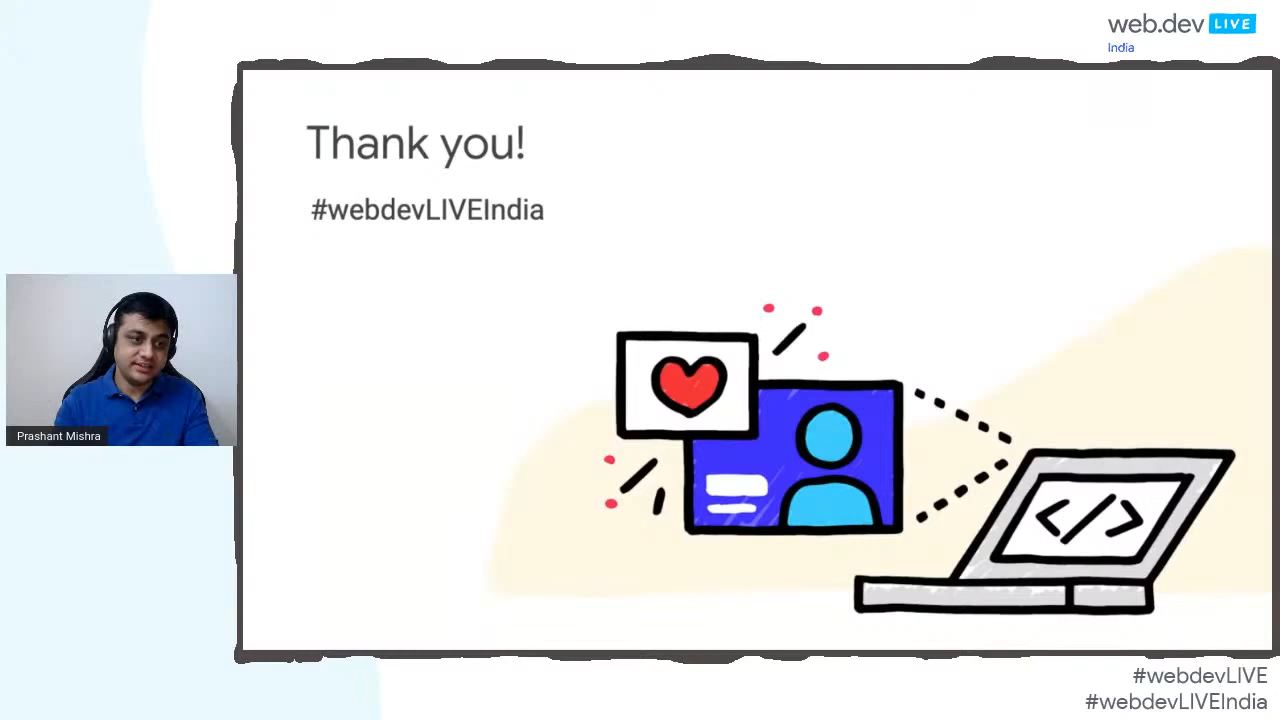 web.dev LIVE
India
Thank you!
#webdevLIVEIndia
Prashant Mishra
</>
#webdevLIVE
#webdevLIVEIndia